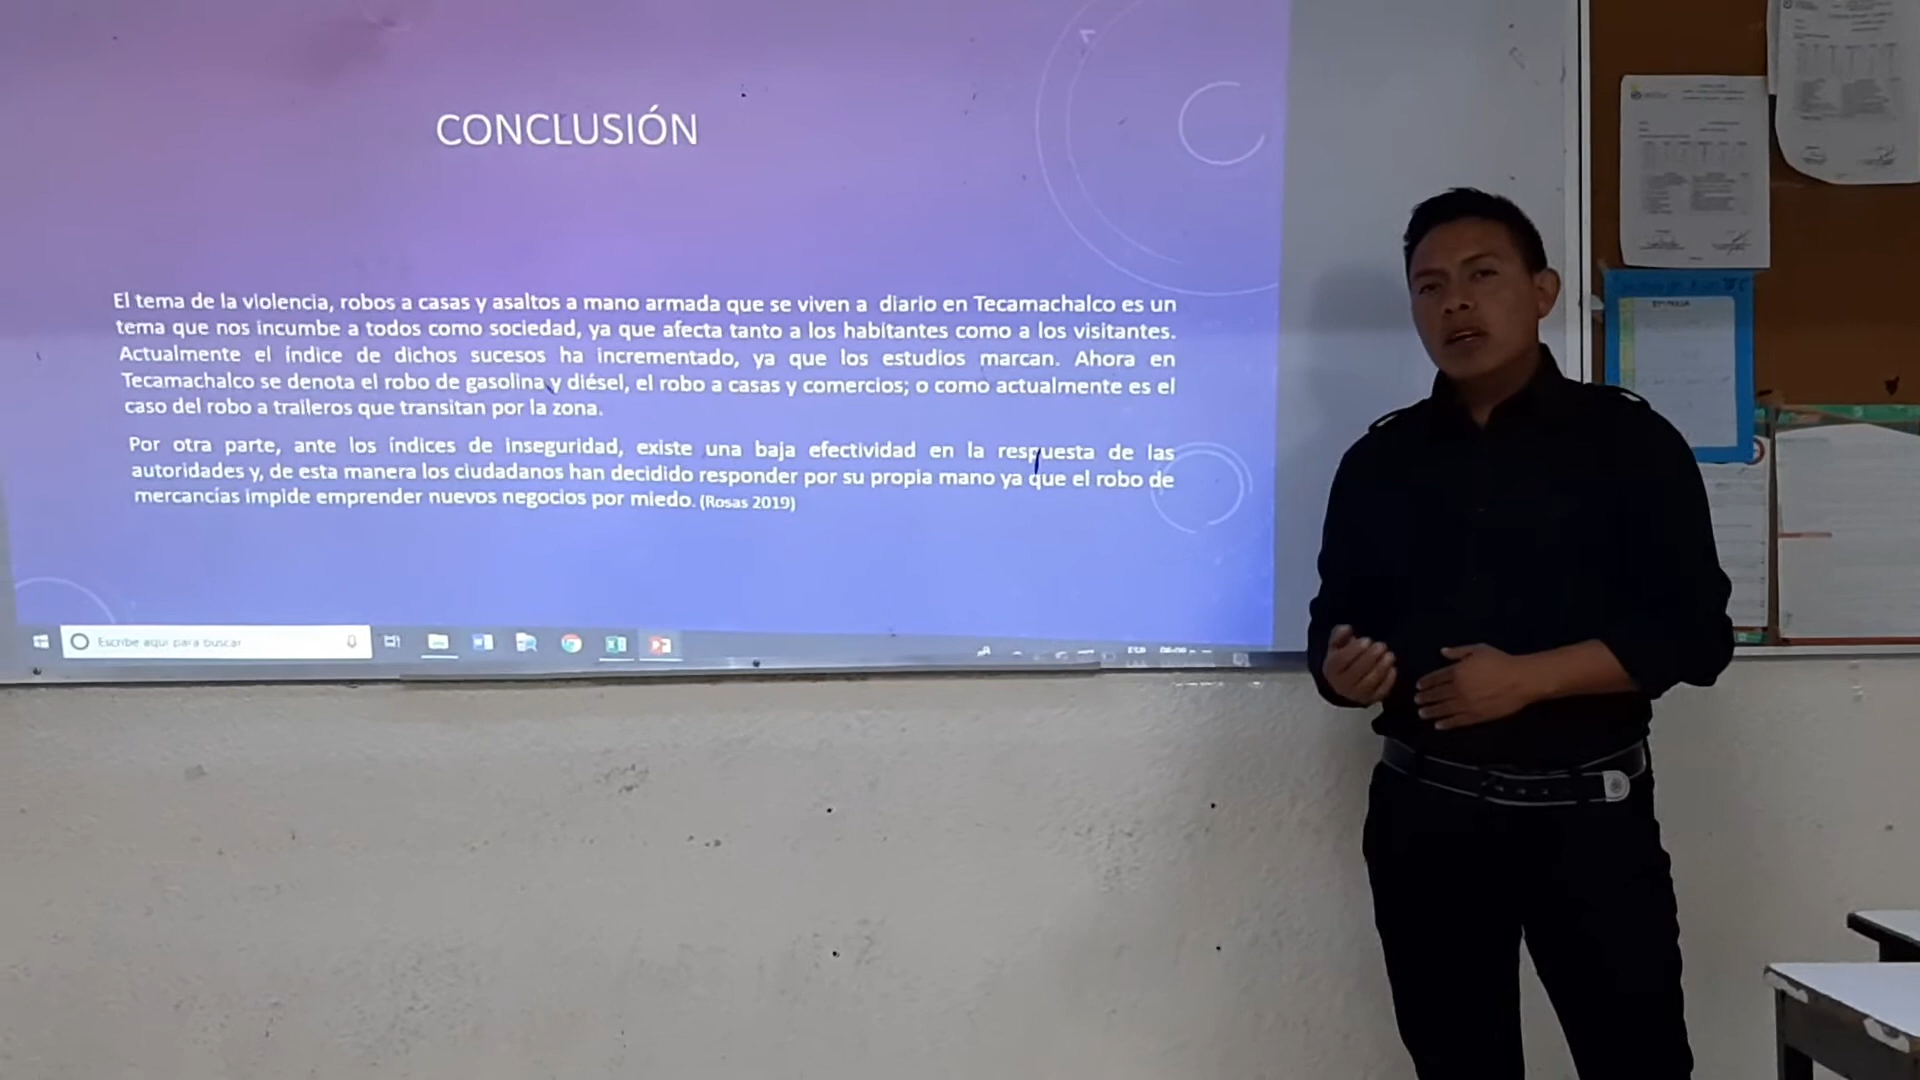 CONCLUSIÓN
El tema de la violencia, robos a casas y asaltos a mano armada que se viven a diario en Tecamachalco es un
tema que nos incumbe a todos como sociedad, ya que afecta tanto a los habitantes como a los visitantes.
Actualmente el índice de dichos sucesos ha incrementado, ya que los estudios marcan. Ahora en
Tecamachalco se denota el robo de gasolina y diésel, el robo a casas y comercios; o como actualmente es el
caso del robo a traileros que transitan por la zona.
Por otra parte, ante los índices de inseguridad, existe una baja efectividad en la respuesta de las
autoridades y, de esta manera los ciudadanos han decidido responder por su propia mano ya que el robo de
mercancías impide emprender nuevos negocios por miedo. (Rosas 2019)
Escribe aquí para buscar
ESP